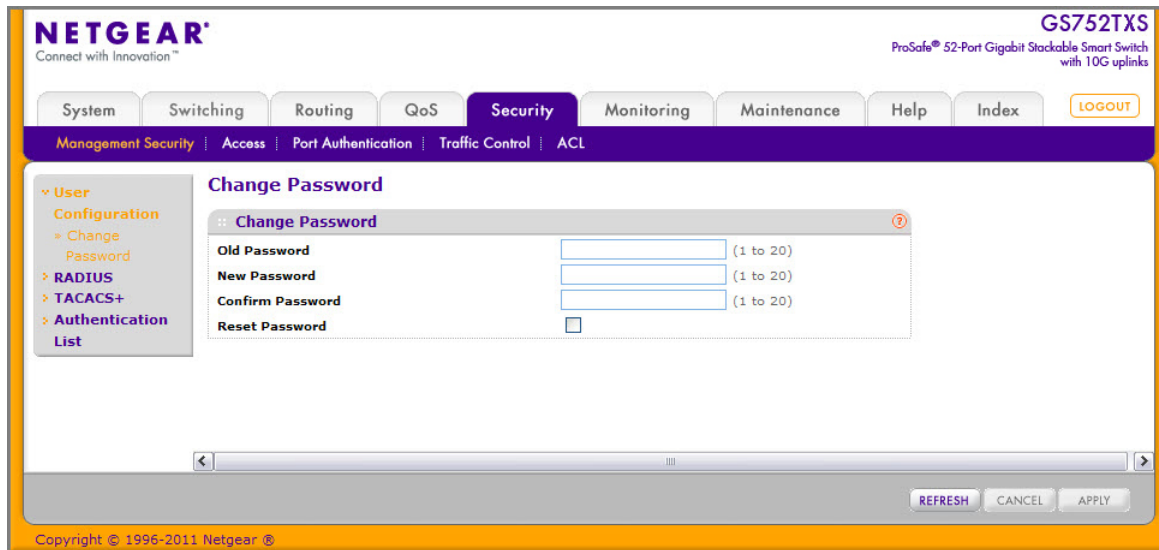 NETGEAR®
Connect with Innovation™
GS752TXS
ProSafe® 52-Port Gigabit Stackable Smart Switch
with 10G uplinks
System Switching Routing QoS Security Monitoring Maintenance Help Index LOGOUT
Management Security Access Port Authentication Traffic Control ACL
User
Configuration
» Change
Password
RADIUS
TACACS+
Authentication
List
Change Password
Change Password ?
Old Password (1 to 20)
New Password (1 to 20)
Confirm Password (1 to 20)
Reset Password
REFRESH CANCEL APPLY
Copyright © 1996-2011 Netgear ®